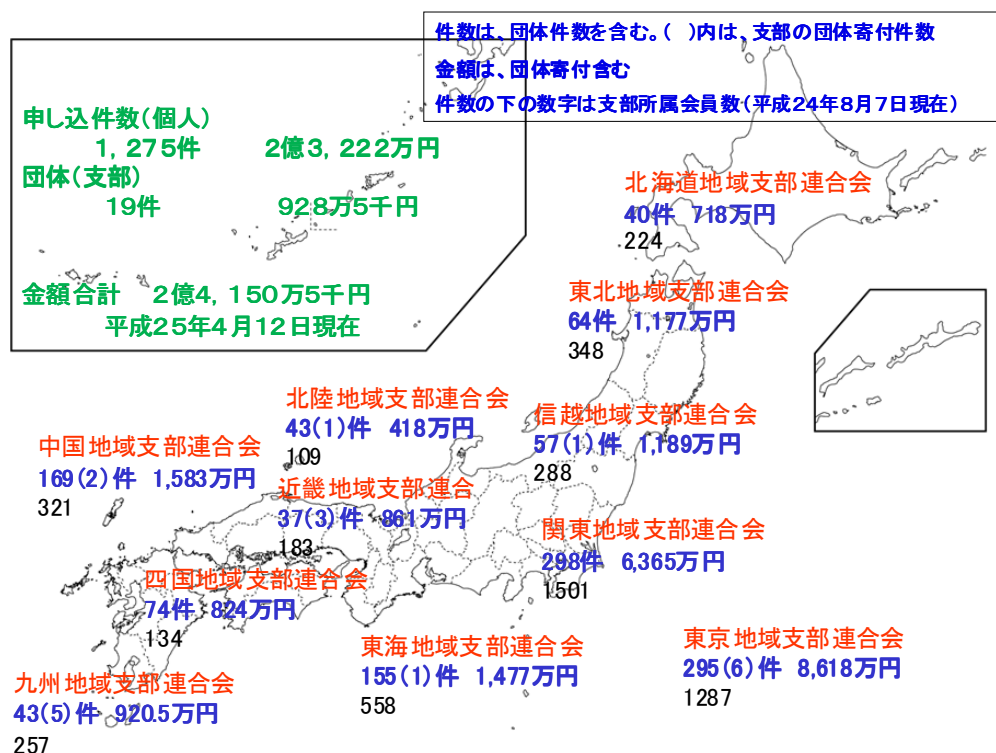 件数は、団体件数を含む。(　)内は、支部の団体寄付件数
金額は、団体寄付含む
件数の下の数字は支部所属会員数（平成24年8月7日現在）
申し込件数（個人）
1,275件　2億3,222万円
団体（支部）
19件　928万5千円
金額合計　2億4,150万5千円
平成25年4月12日現在
北海道地域支部連合会
40件 718万円
224
東北地域支部連合会
64件 1,177万円
348
北陸地域支部連合会
43(1)件 418万円
109
信越地域支部連合会
57(1)件 1,189万円
288
中国地域支部連合会
169(2)件 1,583万円
321
近畿地域支部連合
37(3)件 861万円
183
関東地域支部連合会
298件 6,365万円
1501
四国地域支部連合会
74件 824万円
134
東海地域支部連合会
155(1)件 1,477万円
558
東京地域支部連合会
295(6)件 8,618万円
1287
九州地域支部連合会
43(5)件 920.5万円
257